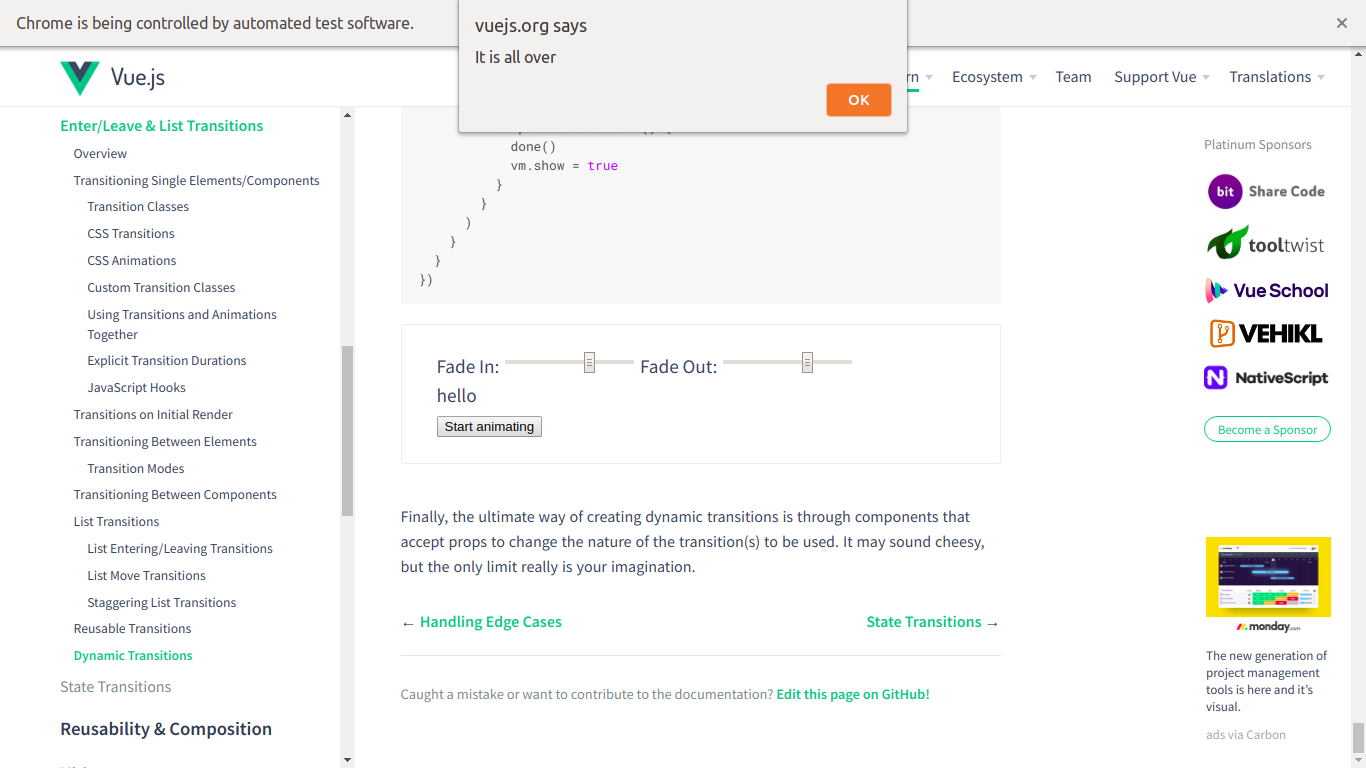 Chrome is being controlled by automated test software.
vuejs.org says
It is all over
OK
Vue.js
rn
Ecosystem
Team
Support Vue
Translations
Enter/Leave & List Transitions
Overview
Transitioning Single Elements/Components
Transition Classes
CSS Transitions
CSS Animations
Custom Transition Classes
Using Transitions and Animations
Together
Explicit Transition Durations
JavaScript Hooks
Transitions on Initial Render
Transitioning Between Elements
Transition Modes
Transitioning Between Components
List Transitions
List Entering/Leaving Transitions
List Move Transitions
Staggering List Transitions
Reusable Transitions
Dynamic Transitions
State Transitions
Reusability & Composition
done()
vm.show = true
}
}
)
}
}
})
Fade In:
Fade Out:
hello
Start animating
Finally, the ultimate way of creating dynamic transitions is through components that
accept props to change the nature of the transition(s) to be used. It may sound cheesy,
but the only limit really is your imagination.
← Handling Edge Cases
State Transitions →
Caught a mistake or want to contribute to the documentation? Edit this page on GitHub!
Platinum Sponsors
bit Share Code
tooltwist
Vue School
VEHIKL
NativeScript
Become a Sponsor
monday.com
The new generation of
project management
tools is here and it’s
visual.
ads via Carbon